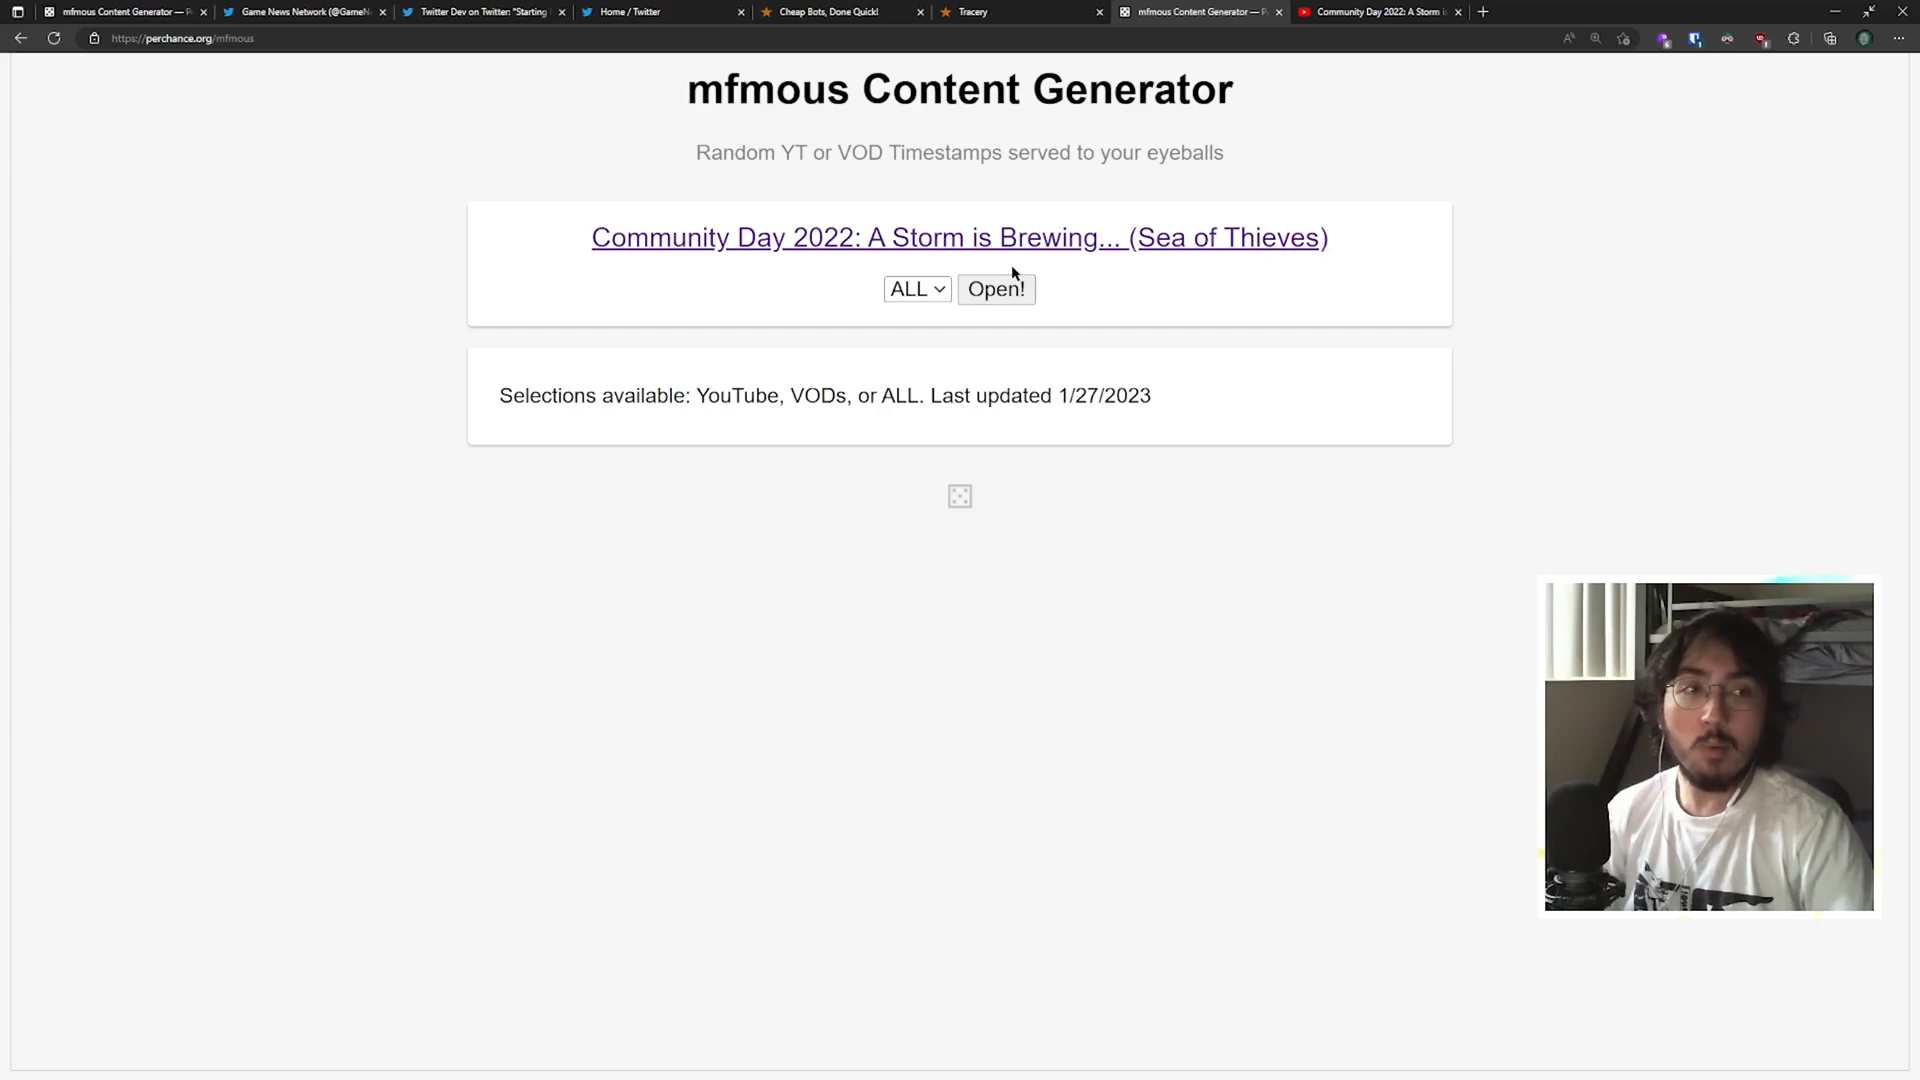 mfmous Content Generator — P
Game News Network (@GameN
Twitter Dev on Twitter: "Starting
Home / Twitter
Cheap Bots, Done Quick!
Tracery
mfmous Content Generator — P
Community Day 2022: A Storm is
https://perchance.org/mfmous
mfmous Content Generator
Random YT or VOD Timestamps served to your eyeballs
Community Day 2022: A Storm is Brewing... (Sea of Thieves)
ALL Open!
Selections available: YouTube, VODs, or ALL. Last updated 1/27/2023